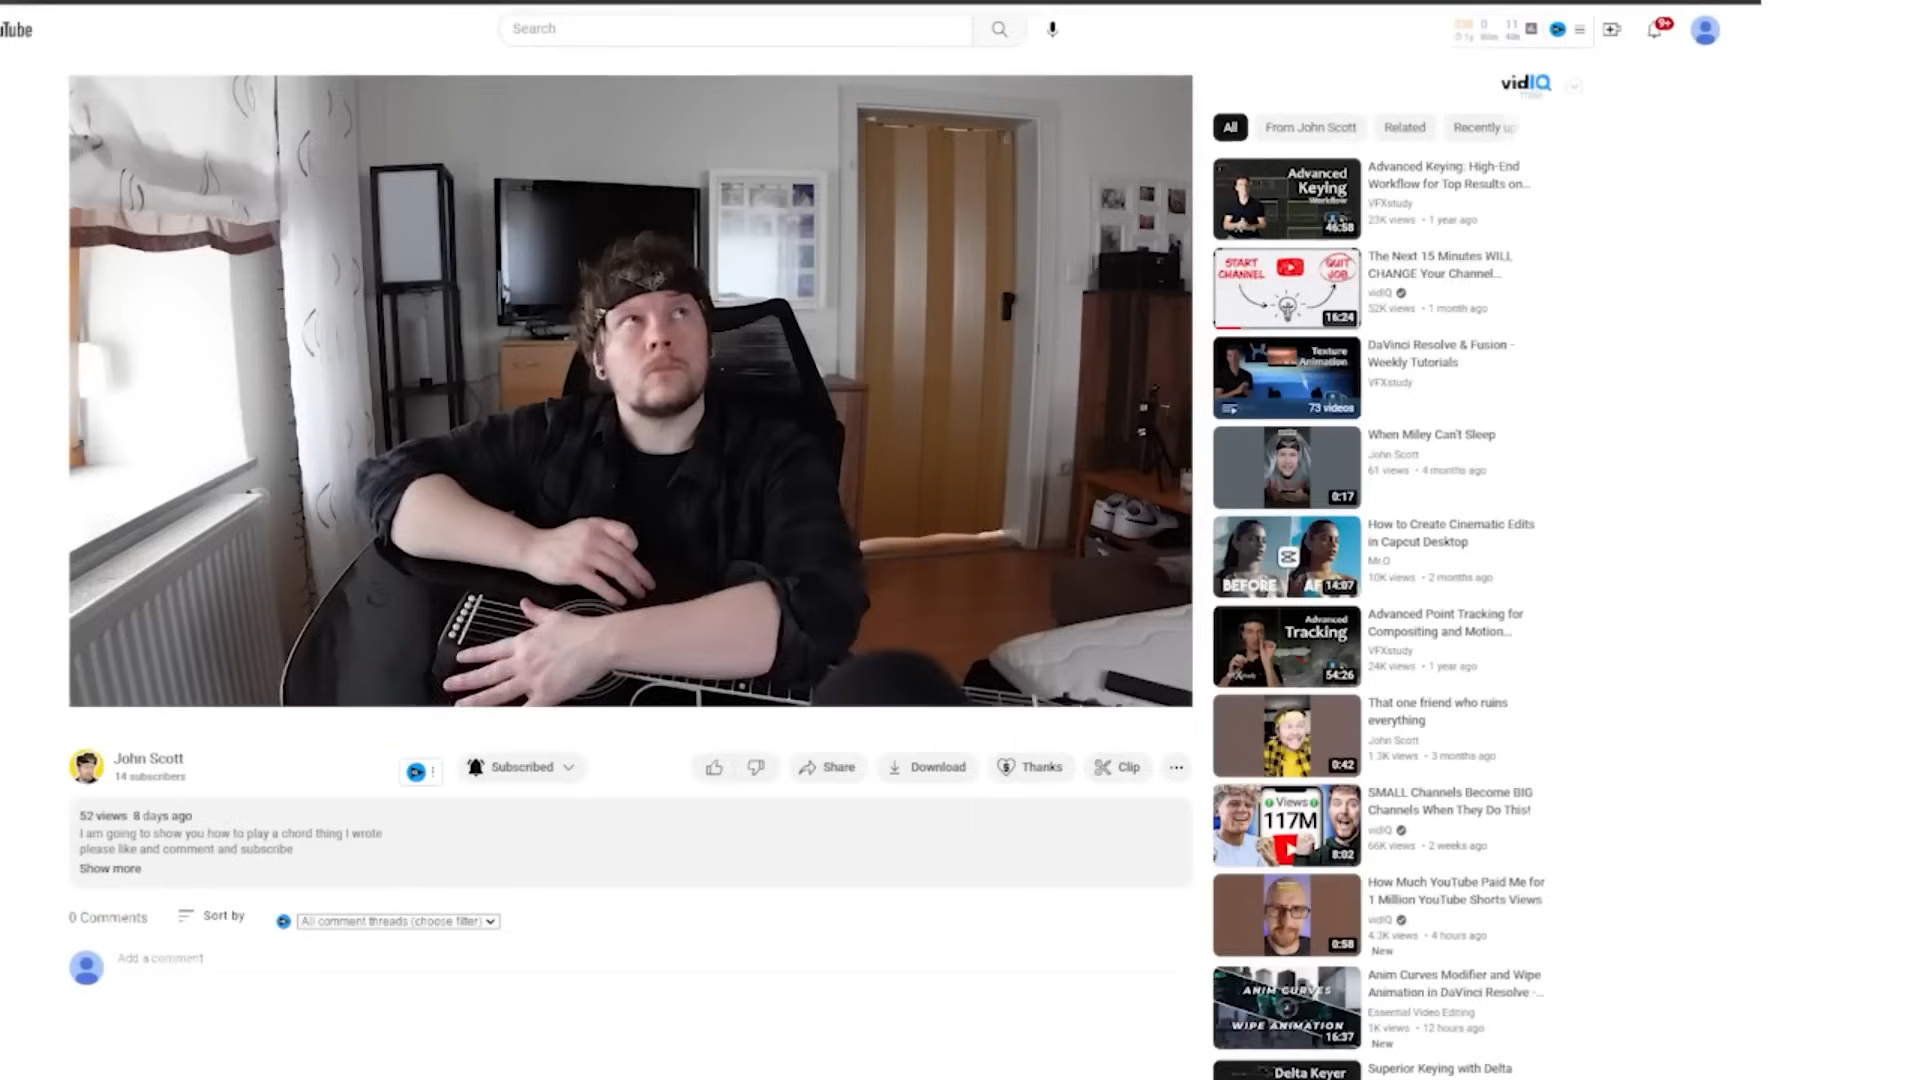 uTube
Search
0
11
9+
vidIQ
All
From John Scott
Related
Recently up
Advanced
Keying
Workflow
46:58
Advanced Keying: High-End
Workflow for Top Results on...
VFXstudy
23K views • 1 year ago
START
CHANNEL
QUIT
JOB
16:24
The Next 15 Minutes WILL
CHANGE Your Channel...
vidIQ
52K views • 1 month ago
Texture
Animation
73 videos
DaVinci Resolve & Fusion -
Weekly Tutorials
VFXstudy
0:17
When Miley Can't Sleep
John Scott
61 views • 4 months ago
BEFORE
AF
14:07
How to Create Cinematic Edits
in Capcut Desktop
Mr.O
10K views • 2 months ago
Advanced
Tracking
54:26
Advanced Point Tracking for
Compositing and Motion...
VFXstudy
24K views • 1 year ago
0:42
That one friend who ruins
everything
John Scott
1.3K views • 3 months ago
Views
117M
8:02
SMALL Channels Become BIG
Channels When They Do This!
vidIQ
66K views • 2 weeks ago
0:58
How Much YouTube Paid Me for
1 Million YouTube Shorts Views
vidIQ
4.3K views • 4 hours ago
New
ANIM CURVES
WIPE ANIMATION
16:37
Anim Curves Modifier and Wipe
Animation in DaVinci Resolve -...
Essential Video Editing
1K views • 12 hours ago
New
Delta Keyer
Superior Keying with Delta
John Scott
14 subscribers
Subscribed
Share
Download
Thanks
Clip
52 views 8 days ago
I am going to show you how to play a chord thing I wrote
please like and comment and subscribe
Show more
0 Comments
Sort by
All comment threads (choose filter)
Add a comment